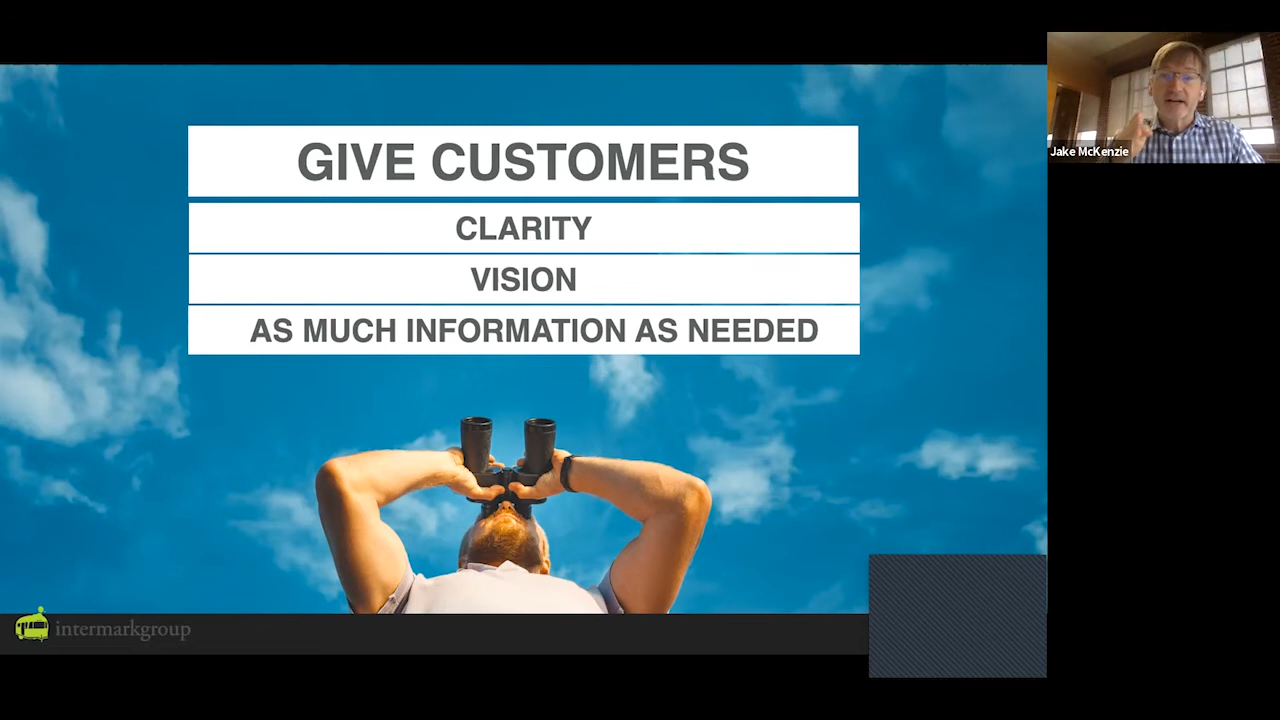 GIVE CUSTOMERS
CLARITY
VISION
AS MUCH INFORMATION AS NEEDED
Jake McKenzie
intermarkgroup